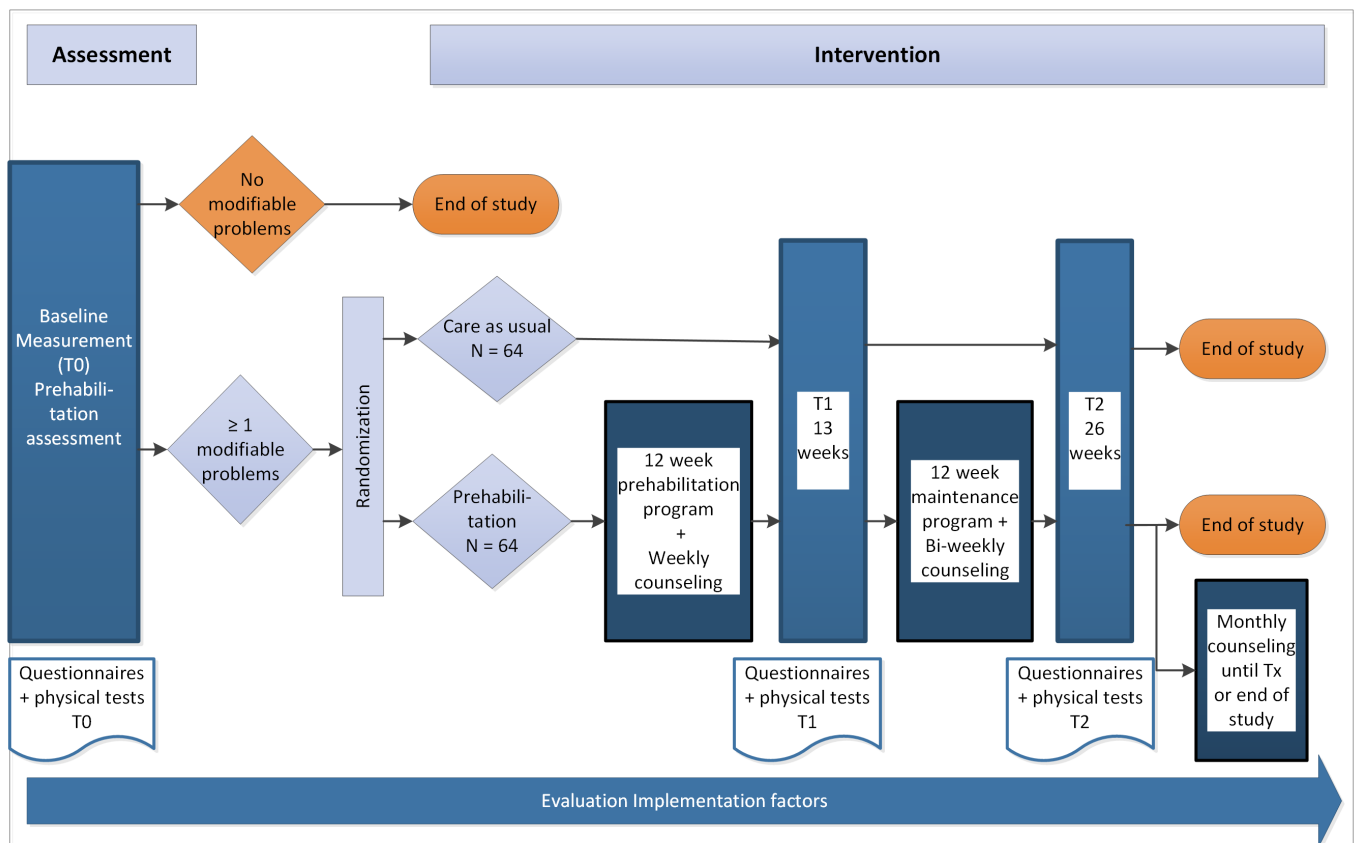 Assessment
Intervention
No
modifiable
problems
End of study
Baseline
Measurement
(T0)
Prehabili-
tation
assessment
≥ 1
modifiable
problems
Randomization
Care as usual
N = 64
Prehabili-
tation
N = 64
12 week
prehabilitation
program
+
Weekly
counseling
T1
13
weeks
12 week
maintenance
program +
Bi-weekly
counseling
T2
26
weeks
End of study
End of study
Monthly
counseling
until Tx
or end of
study
Questionnaires
+ physical tests
T0
Questionnaires
+ physical tests
T1
Questionnaires
+ physical tests
T2
Evaluation Implementation factors